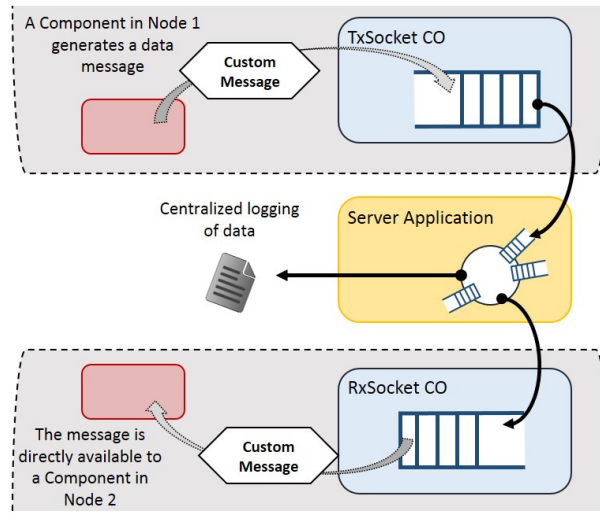 A Component in Node 1
generates a data
message
TxSocket CO
Custom
Message
Centralized logging
of data
Server Application
RxSocket CO
The message is
directly available to
a Component in
Node 2
Custom
Message